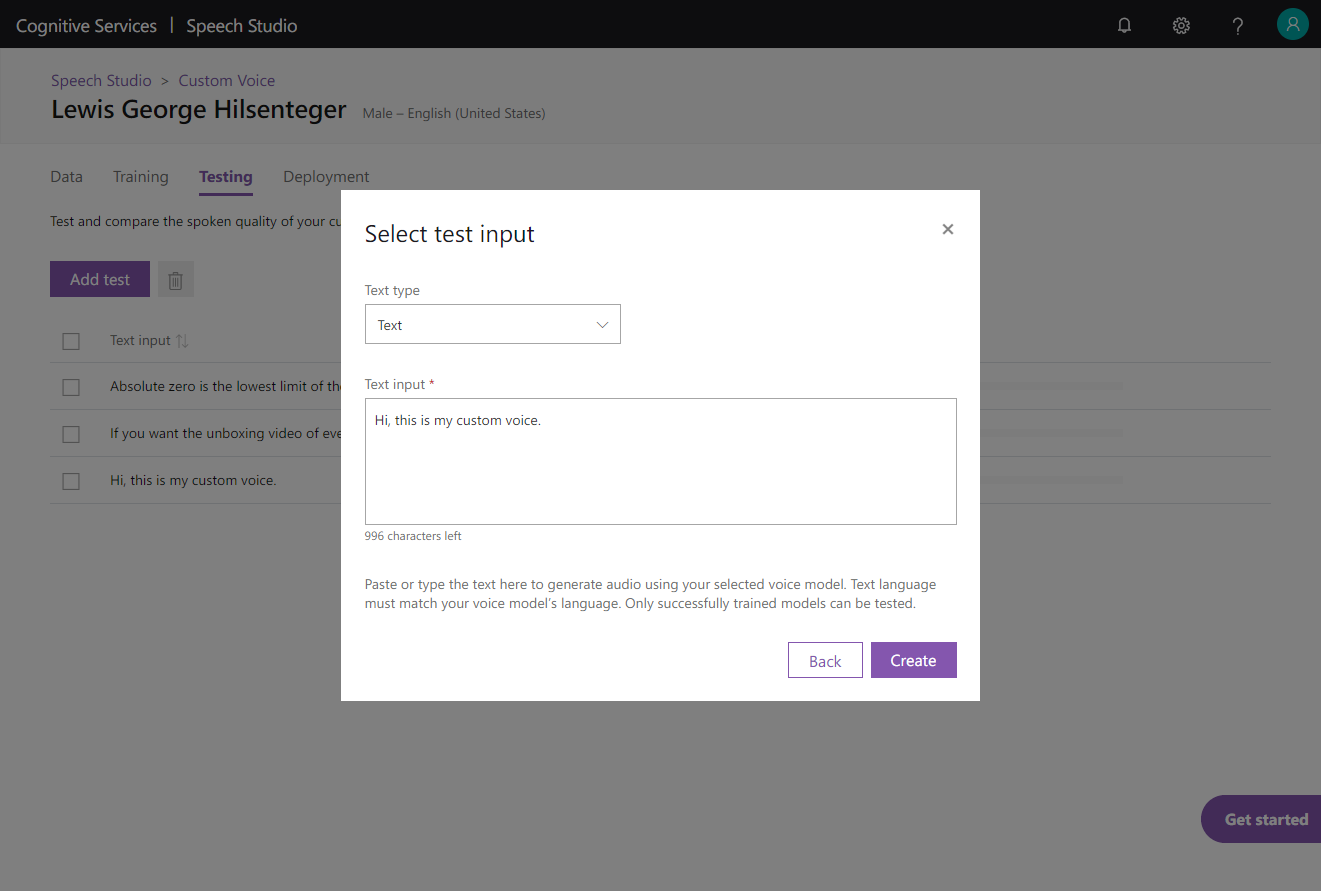 Cognitive Services | Speech Studio
Speech Studio > Custom Voice
Lewis George Hilsenteger Male – English (United States)
Data Training Testing Deployment
Test and compare the spoken quality of your cu
Add test
Text input
Absolute zero is the lowest limit of the
If you want the unboxing video of eve
Hi, this is my custom voice.
Select test input
Text type
Text
Text input *
Hi, this is my custom voice.
996 characters left
Paste or type the text here to generate audio using your selected voice model. Text language
must match your voice model's language. Only successfully trained models can be tested.
Back Create
Get started